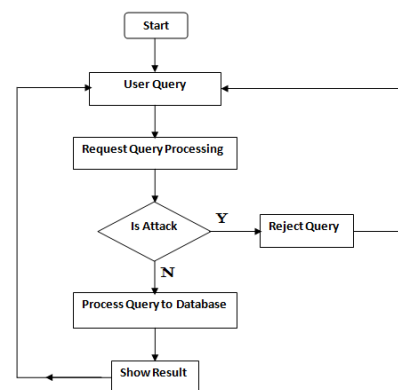 Start
User Query
Request Query Processing
Is Attack
Y
Reject Query
N
Process Query to Database
Show Result